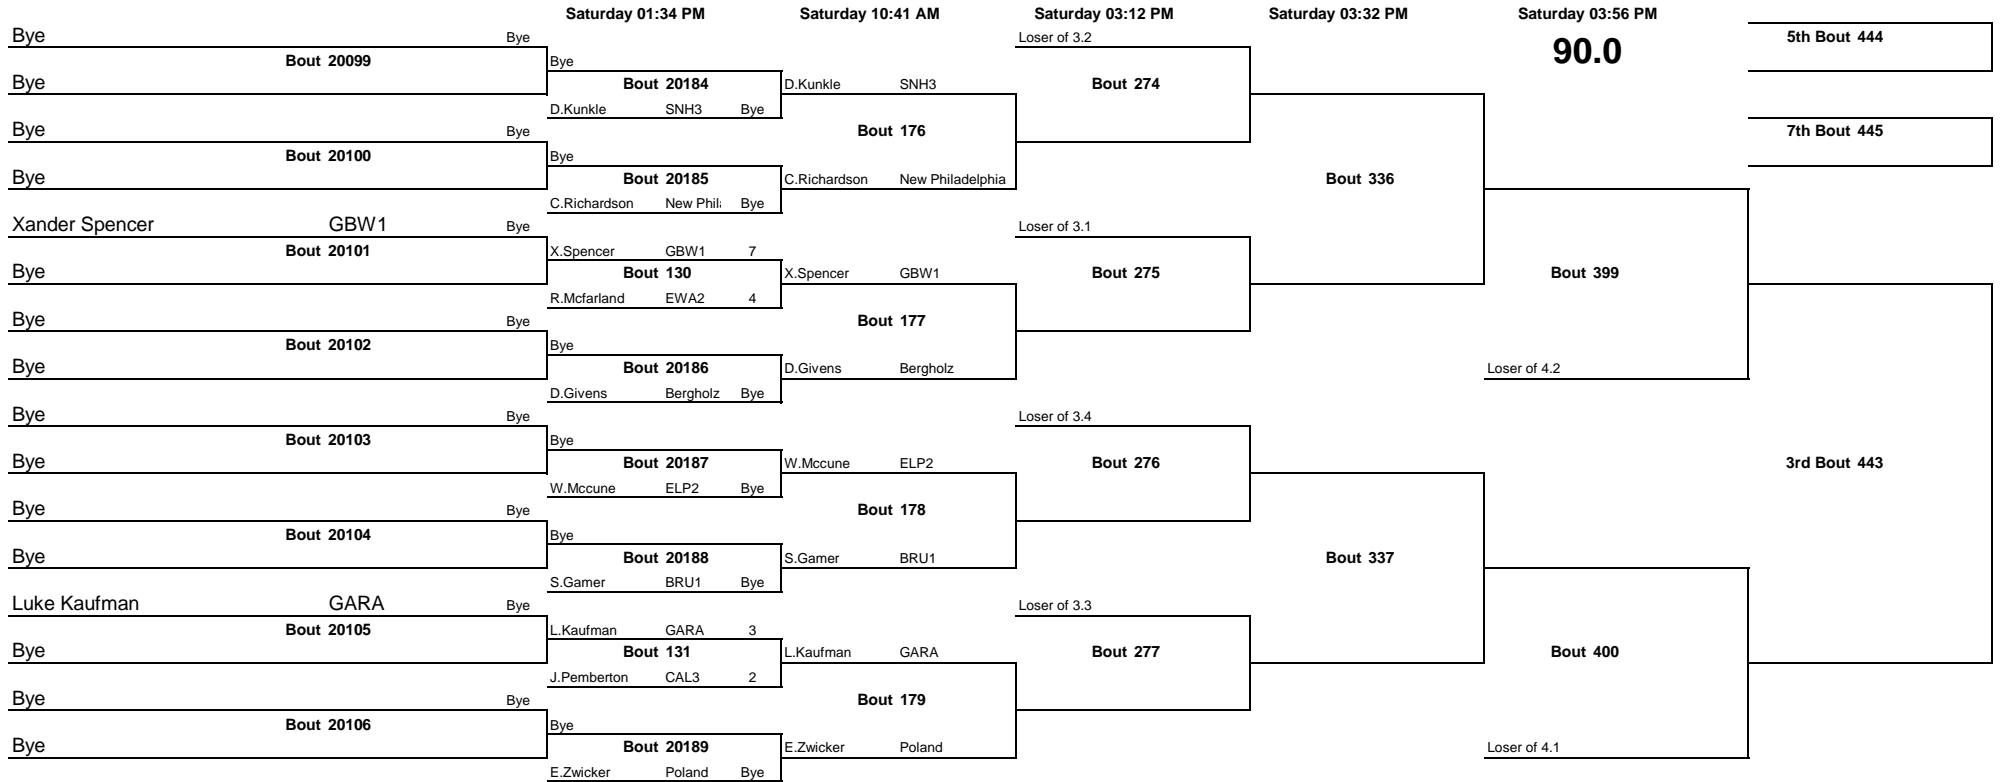 Saturday 01:34 PM Saturday 10:41 AM Saturday 03:12 PM Saturday 03:32 PM Saturday 03:56 PM
Bye Bye Loser of 3.2 90.0 5th Bout 444
Bout 20099 Bye
Bye Bout 20184 D.Kunkle SNH3 Bout 274
D.Kunkle SNH3 Bye
Bye Bye Bout 176 7th Bout 445
Bout 20100 Bye
Bye Bout 20185 C.Richardson New Philadelphia Bout 336
C.Richardson New Phil Bye
Xander Spencer GBW1 Bye Loser of 3.1
Bout 20101 X.Spencer GBW1 7
Bye Bout 130 X.Spencer GBW1 Bout 275 Bout 399
R.Mcfarland EWA2 4
Bye Bye Bout 177
Bout 20102 Bye
Bye Bout 20186 D.Givens Bergholz Loser of 4.2
D.Givens Bergholz Bye
Bye Bye Loser of 3.4
Bout 20103 Bye
Bye Bout 20187 W.Mccune ELP2 Bout 276 3rd Bout 443
W.Mccune ELP2 Bye
Bye Bye Bout 178
Bout 20104 Bye
Bye Bout 20188 S.Gamer BRU1 Bout 337
S.Gamer BRU1 Bye
Luke Kaufman GARA Bye Loser of 3.3
Bout 20105 L.Kaufman GARA 3
Bye Bout 131 L.Kaufman GARA Bout 277 Bout 400
J.Pemberton CAL3 2
Bye Bye Bout 179
Bout 20106 Bye
Bye Bout 20189 E.Zwicker Poland Loser of 4.1
E.Zwicker Poland Bye